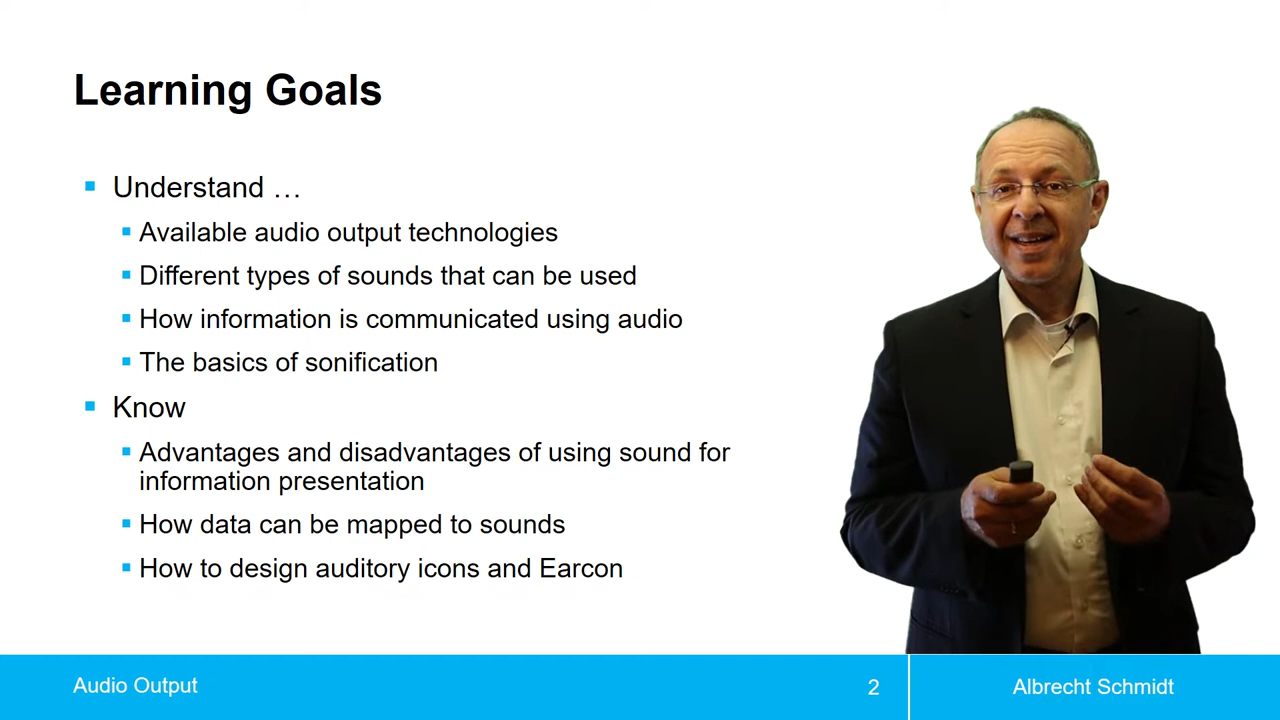 Learning Goals
Understand …
Available audio output technologies
Different types of sounds that can be used
How information is communicated using audio
The basics of sonification
Know
Advantages and disadvantages of using sound for
information presentation
How data can be mapped to sounds
How to design auditory icons and Earcon
Audio Output
2
Albrecht Schmidt